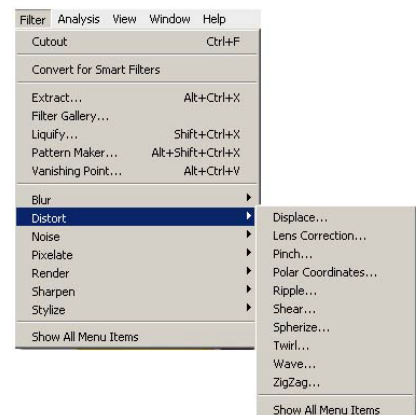 Filter Analysis View Window Help
Cutout Ctrl+F
Convert for Smart Filters
Extract... Alt+Ctrl+X
Filter Gallery...
Liquify... Shift+Ctrl+X
Pattern Maker... Alt+Shift+Ctrl+X
Vanishing Point... Alt+Ctrl+V
Blur
Distort
Noise
Pixelate
Render
Sharpen
Stylize
Show All Menu Items
Displace...
Lens Correction...
Pinch...
Polar Coordinates...
Ripple...
Shear...
Spherize...
Twirl...
Wave...
ZigZag...
Show All Menu Items